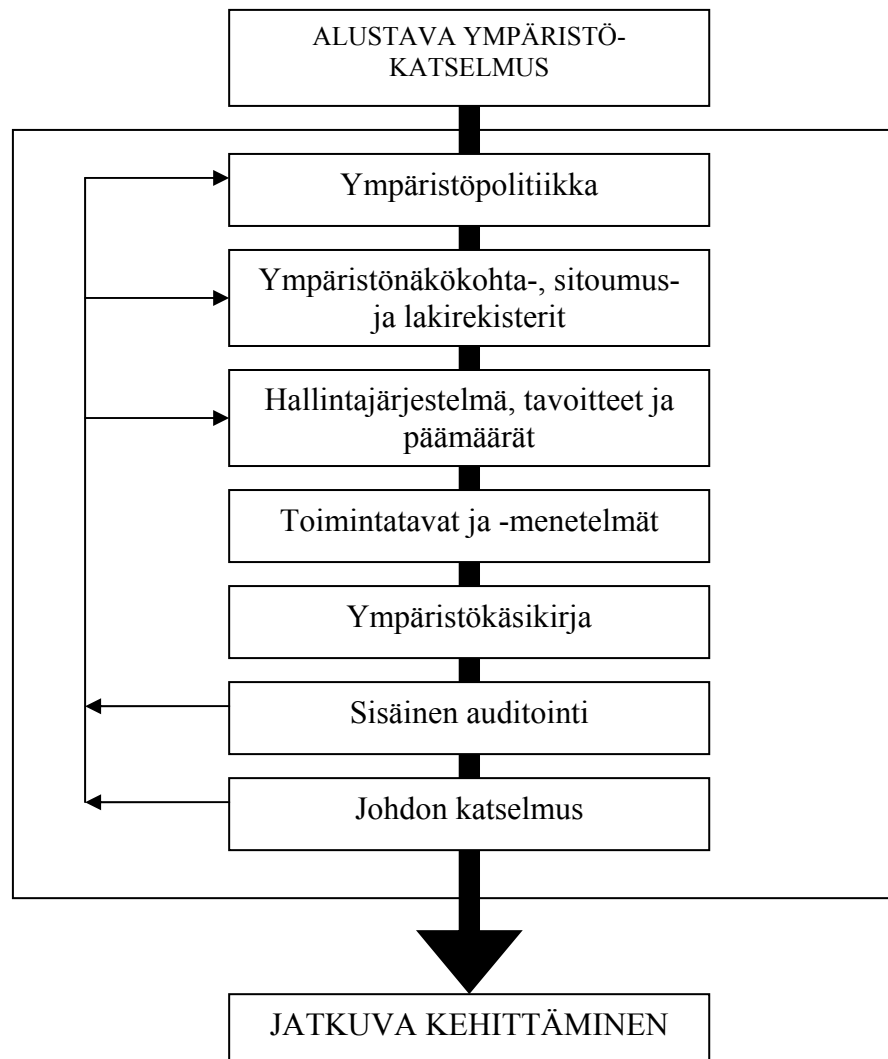 ALUSTAVA YMPÄRISTÖ-
KATSELMUS
Ympäristöpolitiikka
Ympäristönäkökohta-, sitoumus-
ja lakirekisterit
Hallintajärjestelmä, tavoitteet ja
päämäärät
Toimintatavat ja -menetelmät
Ympäristökäsikirja
Sisäinen auditointi
Johdon katselmus
JATKUVA KEHITTÄMINEN